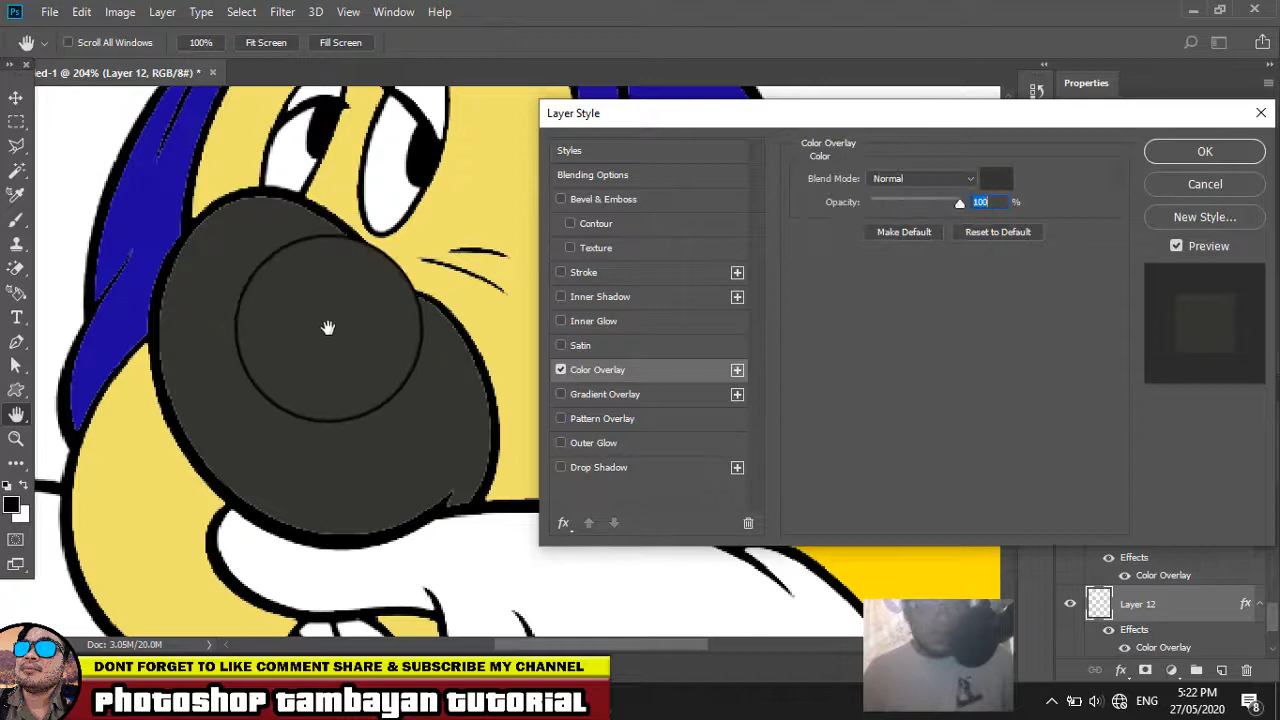 Ps File Edit Image Layer Type Select Filter 3D View Window Help
Scroll All Windows 100% Fit Screen Fill Screen
ed-1 @ 204% (Layer 12, RGB/8#) *
Properties
Layer Style
Styles
Blending Options
Bevel & Emboss
Contour
Texture
Stroke
Inner Shadow
Inner Glow
Satin
Color Overlay
Gradient Overlay
Pattern Overlay
Outer Glow
Drop Shadow
fx
Color Overlay
Color
Blend Mode: Normal
Opacity: 100 %
Make Default Reset to Default
OK
Cancel
New Style...
Preview
Effects
Color Overlay
Layer 12 fx
Effects
Color Overlay
fx
Doc: 3.05M/20.0M
DONT FORGET TO LIKE COMMENT SHARE & SUBSCRIBE MY CHANNEL
PHOTOSHOP TAMBAYAN TUTORIAL
ENG
5:22 PM
27/05/2020
8